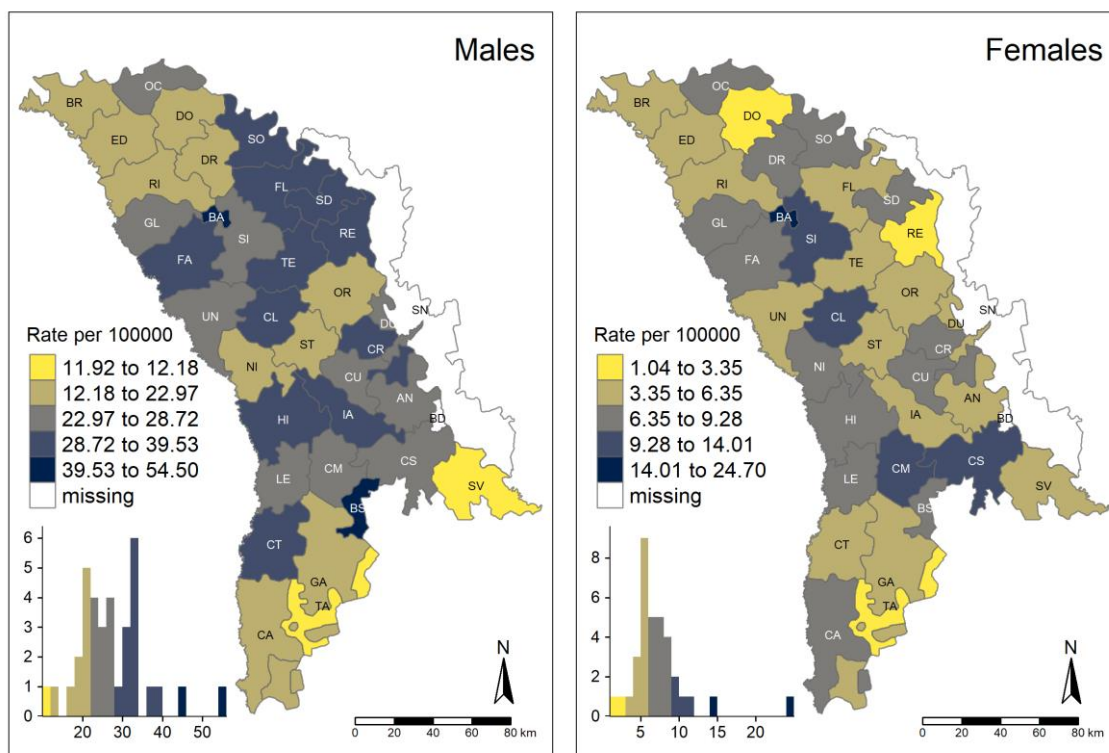 Males
OC
BR
DO
SO
ED
DR
FL
RI
SD
BA
RE
GL
SI
FA
TE
OR
SN
UN
DU
CL
CR
ST
NI
CU
AN
HI
IA
BD
LE
CM
CS
SV
BS
CT
GA
TA
CA
Rate per 100000
11.92 to 12.18
12.18 to 22.97
22.97 to 28.72
28.72 to 39.53
39.53 to 54.50
missing
6
5
4
3
2
1
0
20 30 40 50
N
0 20 40 60 80 km
Females
OC
BR
DO
SO
ED
DR
FL
RI
SD
BA
RE
GL
SI
FA
TE
OR
SN
UN
DU
CL
CR
ST
NI
CU
AN
HI
IA
BD
LE
CM
CS
SV
BS
CT
GA
TA
CA
Rate per 100000
1.04 to 3.35
3.35 to 6.35
6.35 to 9.28
9.28 to 14.01
14.01 to 24.70
missing
8
6
4
2
0
5 10 15 20
N
0 20 40 60 80 km